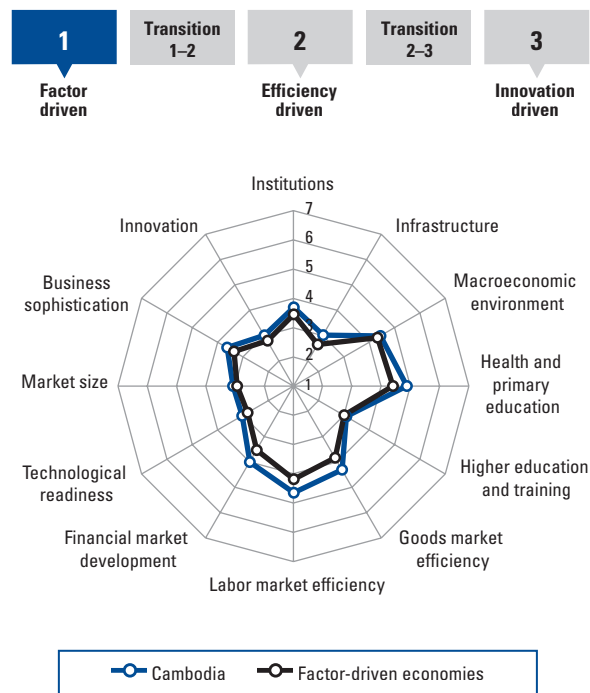 1
Transition
1–2
2
Transition
2–3
3
Factor
driven
Efficiency
driven
Innovation
driven
Institutions
Innovation
Infrastructure
Business
sophistication
Macroeconomic
environment
Market size
Health and
primary
education
Technological
readiness
Higher education
and training
Financial market
development
Goods market
efficiency
Labor market efficiency
7
6
5
4
3
2
1
Cambodia
Factor-driven economies